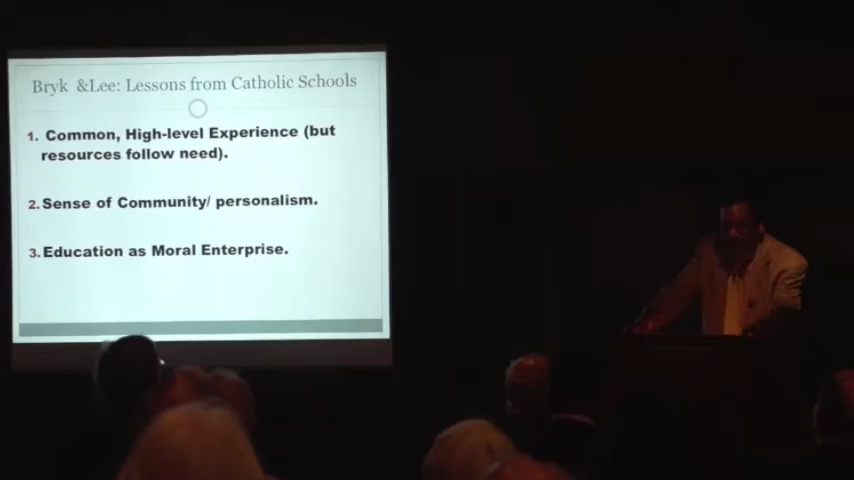 Bryk &Lee: Lessons from Catholic Schools
1. Common, High-level Experience (but
resources follow need).
2. Sense of Community/ personalism.
3. Education as Moral Enterprise.